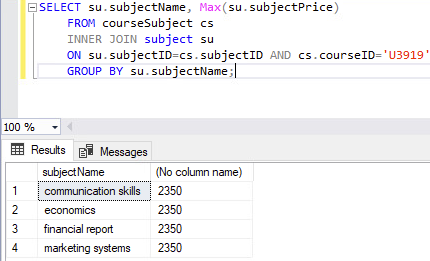 SELECT su.subjectName, Max(su.subjectPrice)
FROM courseSubject cs
INNER JOIN subject su
ON su.subjectID=cs.subjectID AND cs.courseID='U3919'
GROUP BY su.subjectName;
100 %
Results Messages
subjectName (No column name)
1 communication skills 2350
2 economics 2350
3 financial report 2350
4 marketing systems 2350